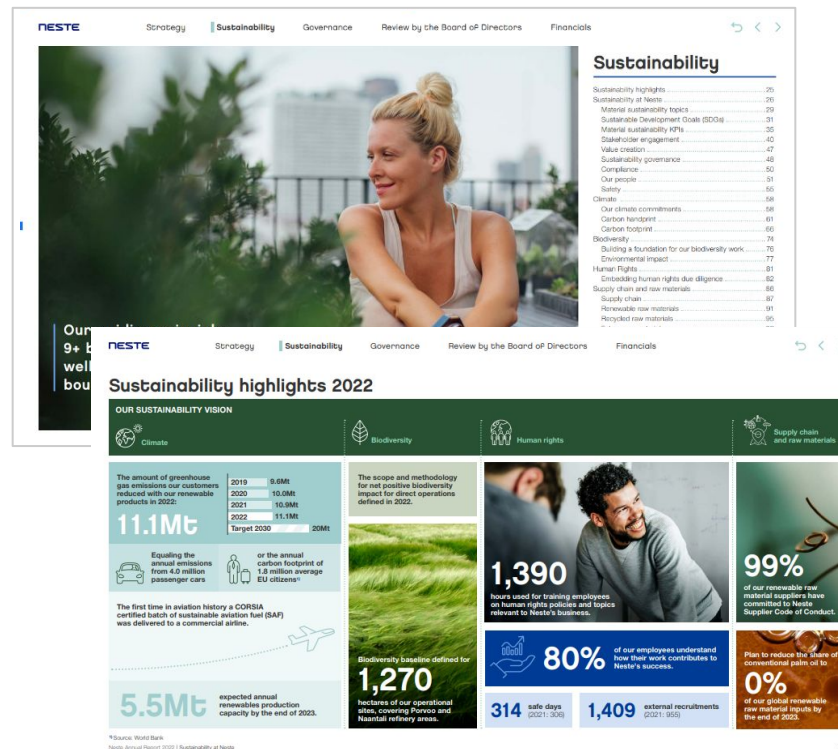 NESTE
Strategy
Sustainability
Governance
Review by the Board of Directors
Financials
Sustainability
Sustainability highlights 25
Sustainability at Neste 26
Material sustainability topics 29
Sustainable Development Goals (SDGs) 31
Material sustainability KPIs 35
Stakeholder engagement 40
Value creation 47
Sustainability governance 48
Compliance 50
Our people 51
Safety 55
Climate 58
Our climate commitments 58
Carbon handprint 61
Carbon footprint 66
Biodiversity 74
Building a foundation for our biodiversity work 76
Environmental impact 77
Human Rights 81
Embedding human rights due diligence 82
Supply chain and raw materials 86
Supply chain 87
Renewable raw materials 91
Recycled raw materials 95
Our
9+ b
well
bou
NESTE
Strategy
Sustainability
Governance
Review by the Board of Directors
Financials
Sustainability highlights 2022
OUR SUSTAINABILITY VISION
Climate
Biodiversity
Human rights
Supply chain
and raw materials
The amount of greenhouse
gas emissions our customers
reduced with our renewable
products in 2022:
11.1Mt
2019 9.6Mt
2020 10.0Mt
2021 10.9Mt
2022 11.1Mt
Target 2030 20Mt
Equaling the
annual emissions
from 4.0 million
passenger cars
or the annual
carbon footprint of
1.8 million average
EU citizens
The first time in aviation history a CORSIA
certified batch of sustainable aviation fuel (SAF)
was delivered to a commercial airline.
5.5Mt
expected annual
renewables production
capacity by the end of 2023.
The scope and methodology
for net positive biodiversity
impact for direct operations
defined in 2022.
Biodiversity baseline defined for
1,270
hectares of our operational
sites, covering Porvoo and
Naantali refinery areas.
1,390
hours used for training employees
on human rights policies and topics
relevant to Neste's business.
80%
of our employees understand
how their work contributes to
Neste's success.
314
safe days
(2021: 306)
1,409
external recruitments
(2021: 955)
99%
of our renewable raw
material suppliers have
committed to Neste
Supplier Code of Conduct.
Plan to reduce the share of
conventional palm oil to
0%
of our global renewable
raw material inputs by
the end of 2023.
Source: World Bank
Neste Annual Report 2022 | Sustainability at Neste